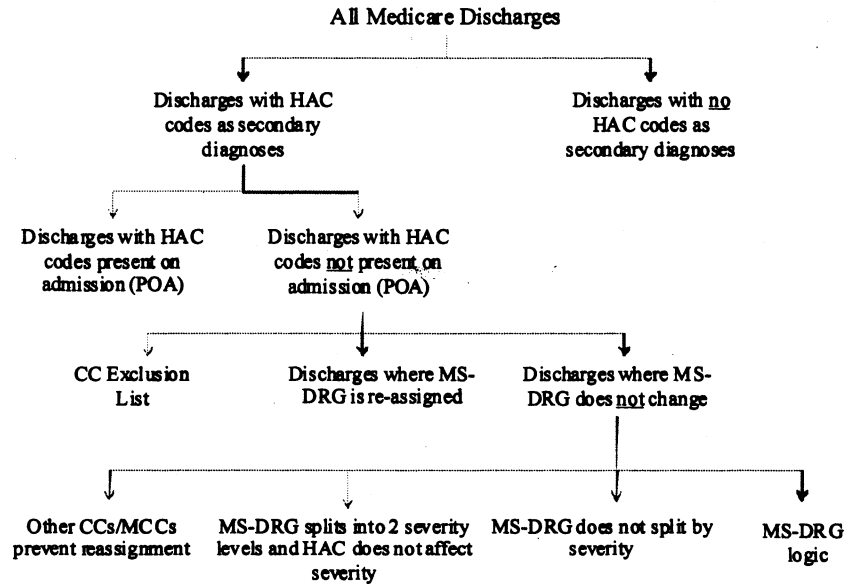 All Medicare Discharges
Discharges with HAC
codes as secondary
diagnoses
Discharges with no
HAC codes as
secondary diagnoses
Discharges with HAC
codes present on
admission (POA)
Discharges with HAC
codes not present on
admission (POA)
CC Exclusion
List
Discharges where MS-
DRG is re-assigned
Discharges where MS-
DRG does not change
Other CCs/MCCs
prevent reassignment
MS-DRG splits into 2 severity
levels and HAC does not affect
severity
MS-DRG does not split by
severity
MS-DRG
logic